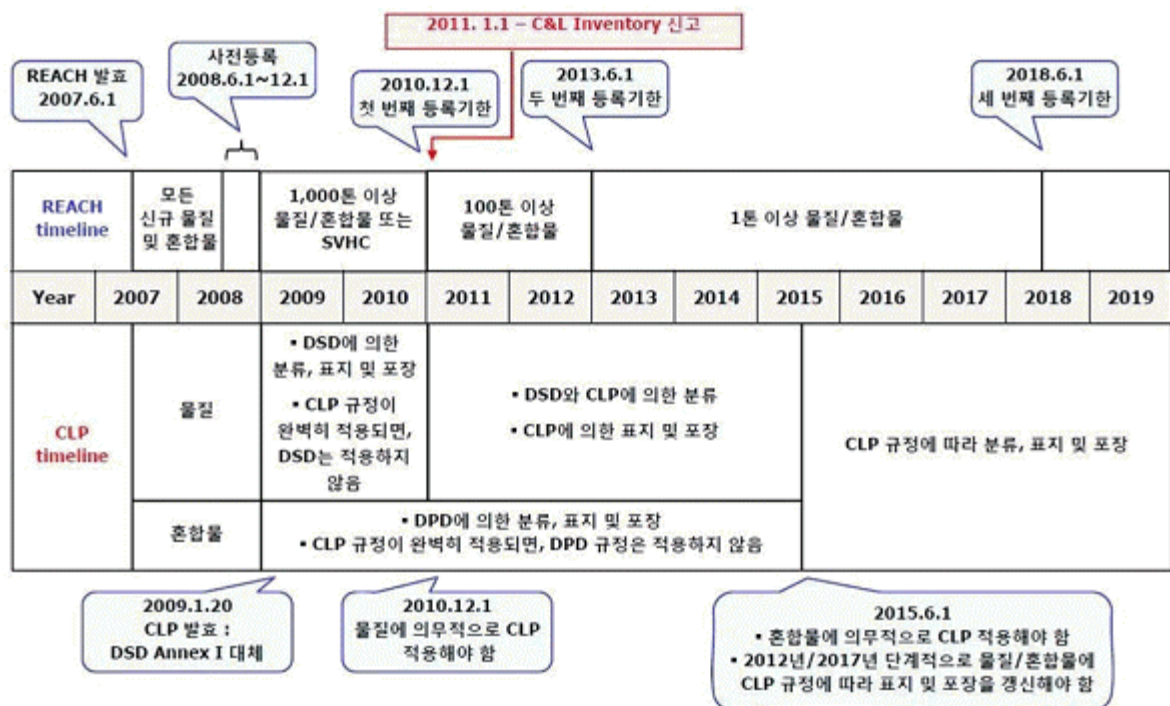 2011. 1.1 – C&L Inventory 신고
REACH 발효
2007.6.1
사전등록
2008.6.1~12.1
2010.12.1
첫 번째 등록기한
2013.6.1
두 번째 등록기한
2018.6.1
세 번째 등록기한
REACH
timeline
모든
신규 물질
및 혼합물
1,000톤 이상
물질/혼합물 또는
SVHC
100톤 이상
물질/혼합물
1톤 이상 물질/혼합물
Year 2007 2008 2009 2010 2011 2012 2013 2014 2015 2016 2017 2018 2019
CLP
timeline
물질
▪ DSD에 의한
분류, 표지 및 포장
▪ CLP 규정이
완벽히 적용되면,
DSD는 적용하지
않음
▪ DSD와 CLP에 의한 분류
▪ CLP에 의한 표지 및 포장
CLP 규정에 따라 분류, 표지 및 포장
혼합물
▪ DPD에 의한 분류, 표지 및 포장
▪ CLP 규정이 완벽히 적용되면, DPD 규정은 적용하지 않음
2009.1.20
CLP 발효 :
DSD Annex I 대체
2010.12.1
물질에 의무적으로 CLP
적용해야 함
2015.6.1
▪ 혼합물에 의무적으로 CLP 적용해야 함
▪ 2012년/2017년 단계적으로 물질/혼합물에
CLP 규정에 따라 표지 및 포장을 갱신해야 함